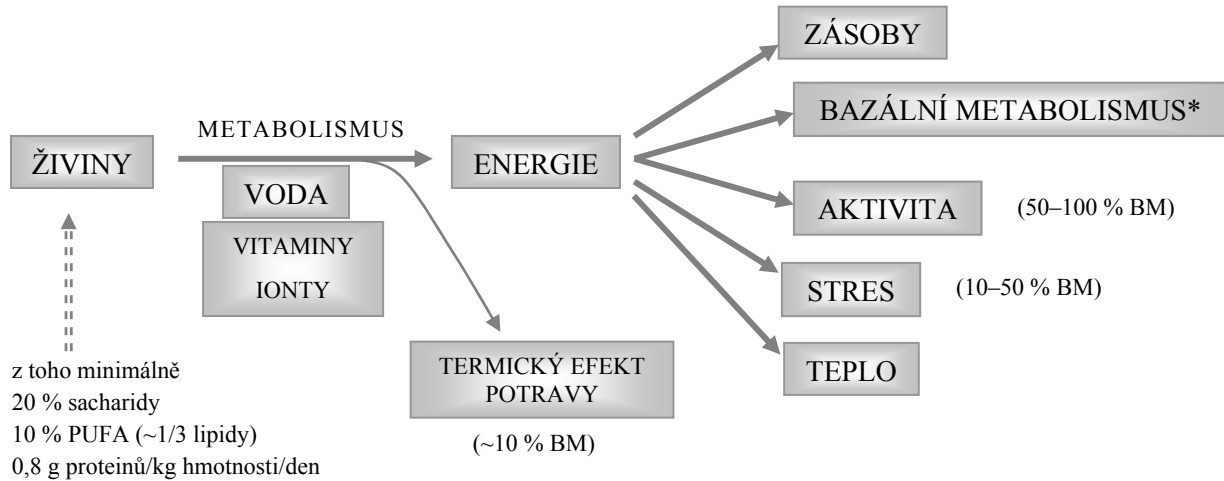 ZÁSOBY
BAZÁLNÍ METABOLISMUS*
METABOLISMUS
ŽIVINY
ENERGIE
VODA
AKTIVITA
(50–100 % BM)
VITAMINY
IONTY
STRES
(10–50 % BM)
TERMICKÝ EFEKT
POTRAVY
TEPLO
(~10 % BM)
z toho minimálně
20 % sacharidy
10 % PUFA (~1/3 lipidy)
0,8 g proteinů/kg hmotnosti/den